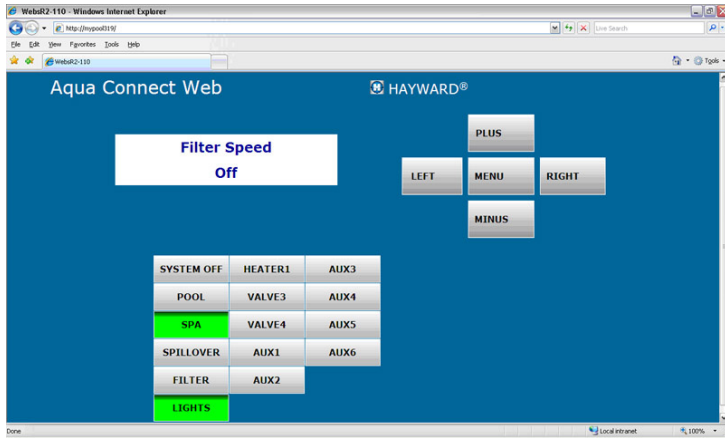 WebsR2-110 - Windows Internet Explorer
http://mypool319/
Live Search
File Edit View Favorites Tools Help
WebsR2-110
Tools
Aqua Connect Web
HAYWARD®
Filter Speed
Off
PLUS
LEFT MENU RIGHT
MINUS
SYSTEM OFF HEATER1 AUX3
POOL VALVE3 AUX4
SPA VALVE4 AUX5
SPILLOVER AUX1 AUX6
FILTER AUX2
LIGHTS
Done
Local intranet
100%